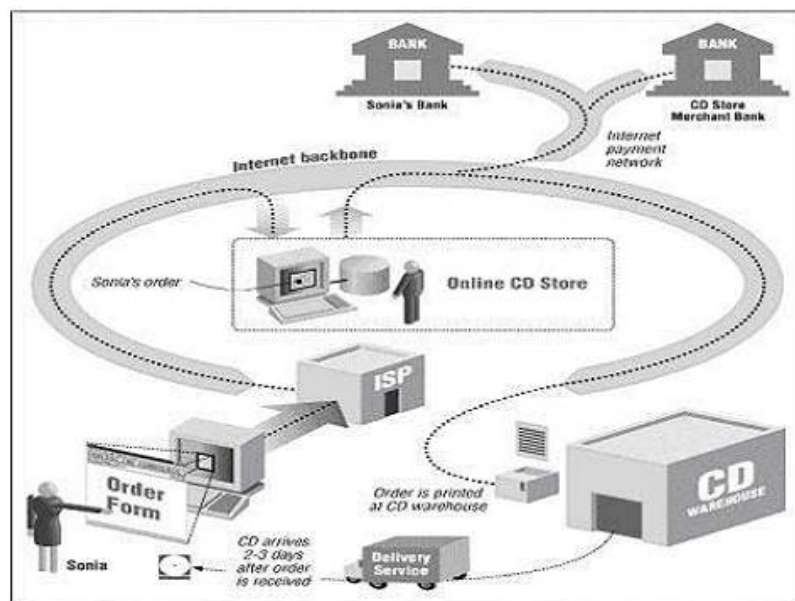 BANK
Sonia's Bank
BANK
CD Store
Merchant Bank
Internet
payment
network
Internet backbone
Sonia's order
Online CD Store
ISP
Order
Form
Sonia
Order is printed
at CD warehouse
CD
WAREHOUSE
CD arrives
2-3 days
after order
is received
Delivery
Service